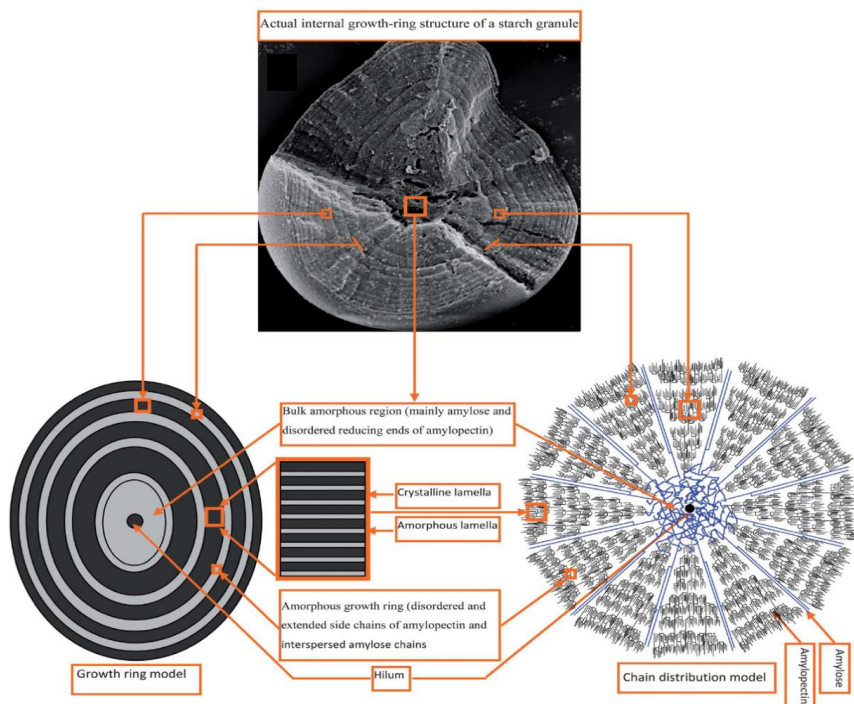 Actual internal growth-ring structure of a starch granule
Bulk amorphous region (mainly amylose and
disordered reducing ends of amylopectin)
Crystalline lamella
Amorphous lamella
Amorphous growth ring (disordered and
extended side chains of amylopectin and
interspersed amylose chains
Growth ring model
Hilum
Chain distribution model
Amylopectin
Amylose